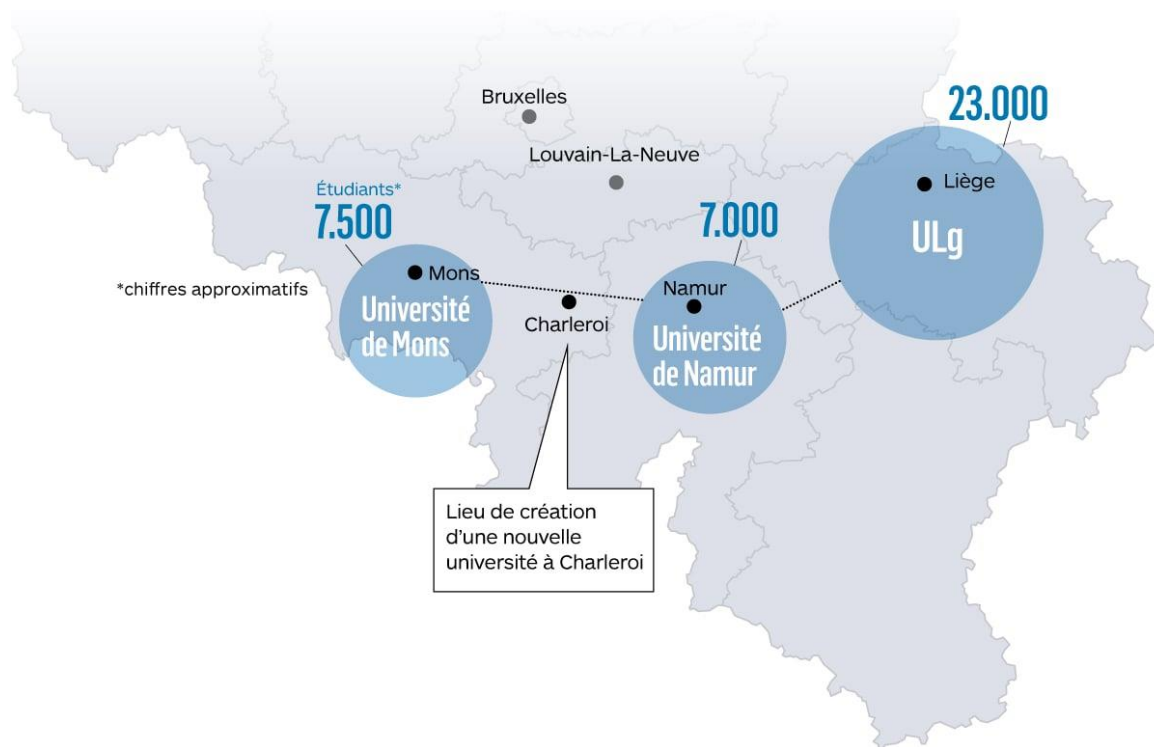 Bruxelles
23.000
Louvain-La-Neuve
Liège
ULg
Étudiants*
7.500
7.000
Mons
*chiffres approximatifs
Namur
Université
de Mons
Charleroi
Université
de Namur
Lieu de création
d'une nouvelle
université à Charleroi